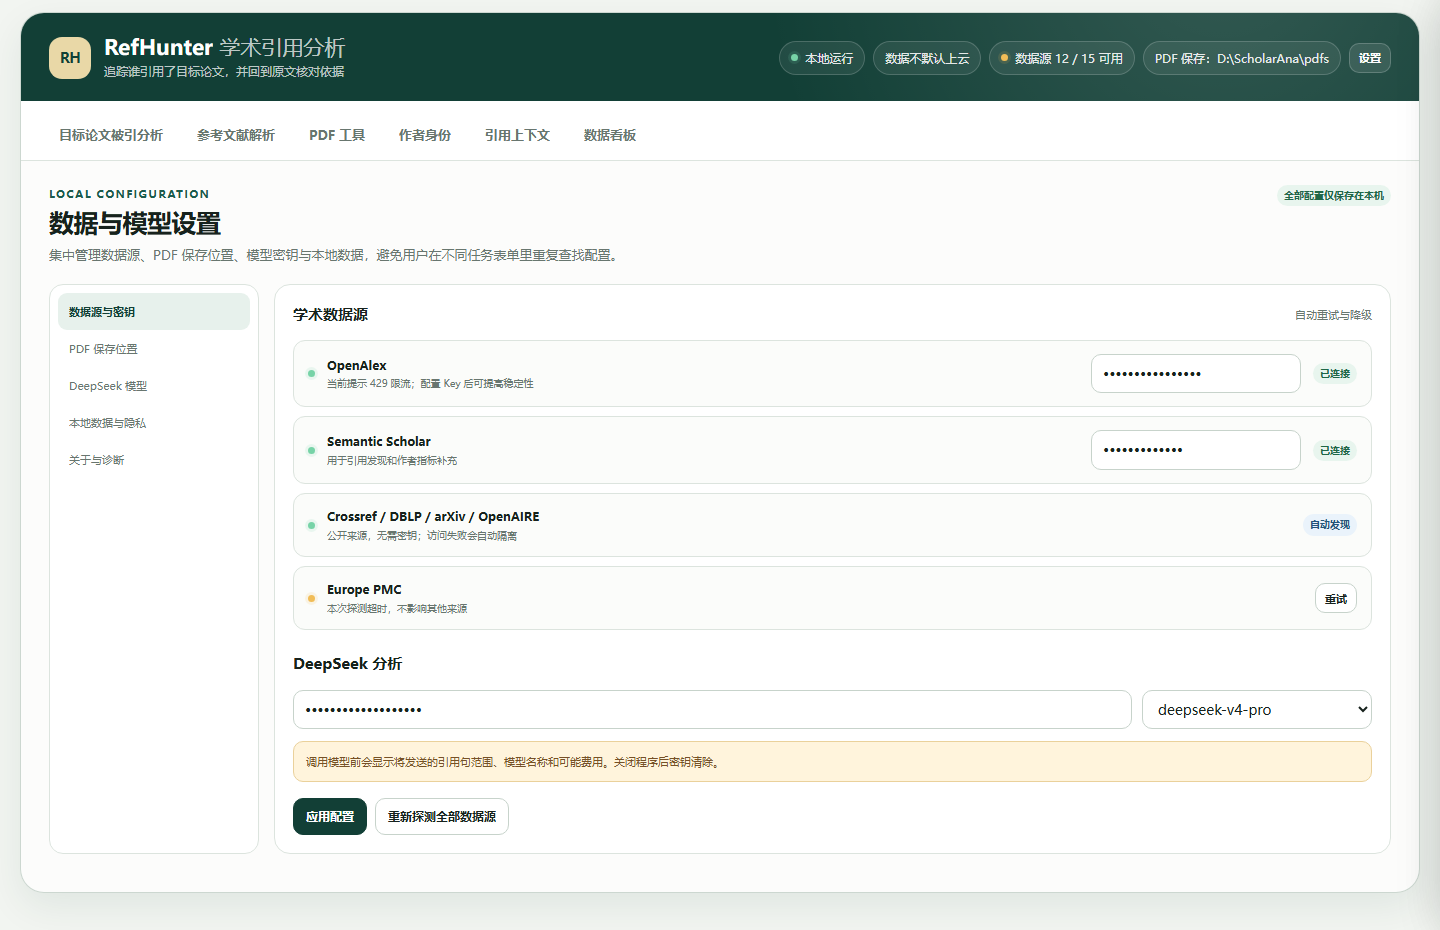 RH
RefHunter 学术引用分析
追踪谁引用了目标论文，并回到原文核对依据
本地运行
数据不默认上云
数据源 12 / 15 可用
PDF 保存：D:\ScholarAna\pdfs
设置
目标论文被引分析
参考文献解析
PDF 工具
作者身份
引用上下文
数据看板
LOCAL CONFIGURATION
全部配置仅保存在本机
数据与模型设置
集中管理数据源、PDF 保存位置、模型密钥与本地数据，避免用户在不同任务表单里重复查找配置。
数据源与密钥
PDF 保存位置
DeepSeek 模型
本地数据与隐私
关于与诊断
学术数据源
自动重试与降级
OpenAlex
当前提示 429 限流；配置 Key 后可提高稳定性
••••••••••••••••
已连接
Semantic Scholar
用于引用发现和作者指标补充
•••••••••••••
已连接
Crossref / DBLP / arXiv / OpenAIRE
公开来源，无需密钥；访问失败会自动隔离
自动发现
Europe PMC
本次探测超时，不影响其他来源
重试
DeepSeek 分析
•••••••••••••••••••
deepseek-v4-pro
调用模型前会显示将发送的引用句范围、模型名称和可能费用。关闭程序后密钥清除。
应用配置
重新探测全部数据源